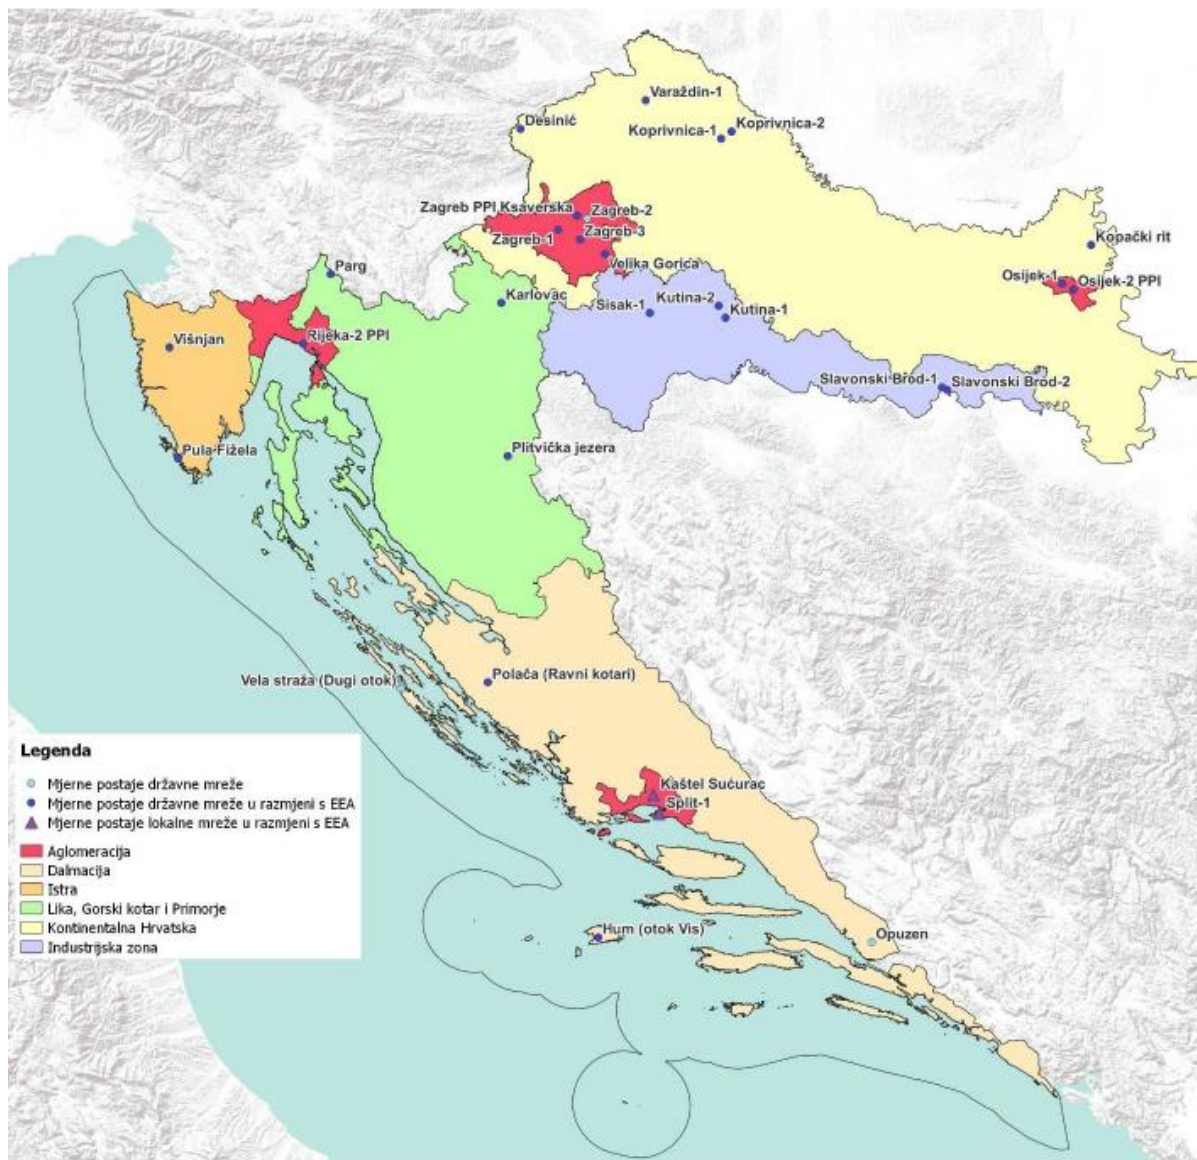 Varaždin-1
Desinić
Koprivnica-2
Koprivnica-1
Zagreb PPI Ksaverska
Zagreb-2
Zagreb-1
Zagreb-3
Velika Gorica
Kopački rit
Osijek-1
Osijek-2 PPI
Parg
Karlovac
Sisak-1
Kutina-2
Kutina-1
Višnjan
Rijeka-2 PPI
Slavonski Brod-1
Slavonski Brod-2
Pula Fižela
Plitvička jezera
Vela straža (Dugi otok)
Polača (Ravni kotari)
Kaštel Sućurac
Split-1
Hum (otok Vis)
Opuzen
Legenda
Mjerne postaje državne mreže
Mjerne postaje državne mreže u razmjeni s EEA
Mjerne postaje lokalne mreže u razmjeni s EEA
Aglomeracija
Dalmacija
Istra
Lika, Gorski kotar i Primorje
Kontinentalna Hrvatska
Industrijska zona